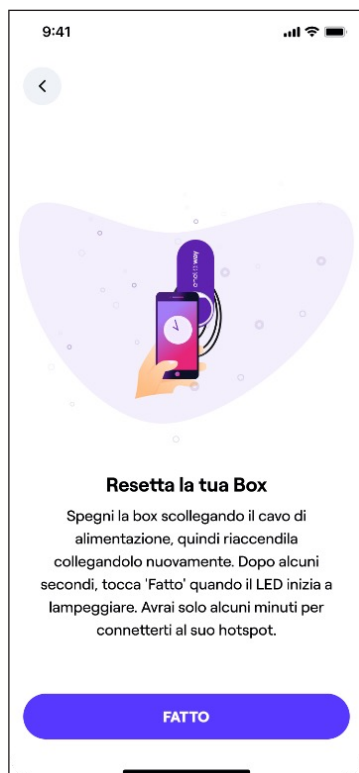 9:41
enel x way
Resetta la tua Box
Spegni la box scollegando il cavo di
alimentazione, quindi riaccendila
collegandolo nuovamente. Dopo alcuni
secondi, tocca 'Fatto' quando il LED inizia a
lampeggiare. Avrai solo alcuni minuti per
connetterti al suo hotspot.
FATTO